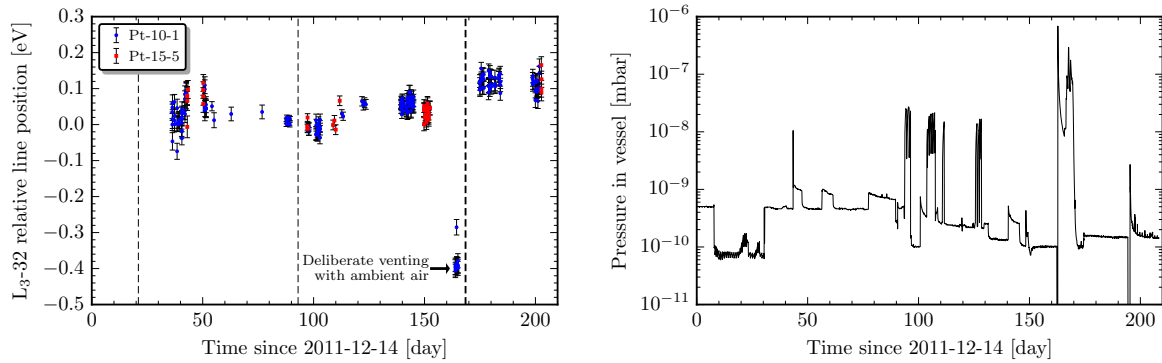 0.3
0.2
0.1
0.0
−0.1
−0.2
−0.3
−0.4
−0.5
L3-32 relative line position [eV]
Pt-10-1
Pt-15-5
Deliberate venting
with ambient air
0 50 100 150 200
Time since 2011-12-14 [day]
10−6
10−7
10−8
10−9
10−10
10−11
Pressure in vessel [mbar]
0 50 100 150 200
Time since 2011-12-14 [day]